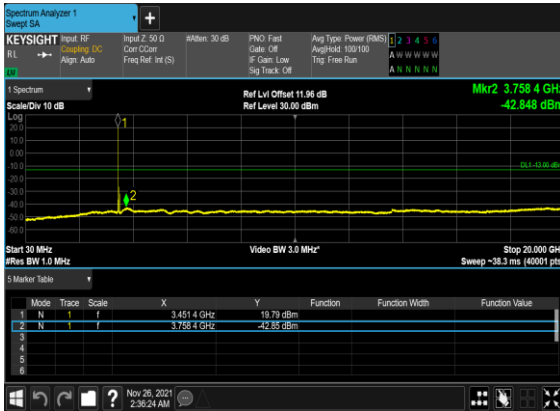 Spectrum Analyzer 1
Swept SA
+
KEYSIGHT Input: RF Input Z: 50 Ω #Atten: 30 dB PNO: Fast Avg Type: Power (RMS) 1 2 3 4 5 6
RL Coupling: DC Corr CCorr Gate: Off Avg|Hold: 100/100 A W W W W W
Align: Auto Freq Ref: Int (S) IF Gain: Low Trig: Free Run
Sig Track: Off A N N N N N
1 Spectrum Ref Lvl Offset 11.96 dB Mkr2 3.758 4 GHz
Scale/Div 10 dB Ref Level 30.00 dBm -42.848 dBm
Log
20.0
10.0
0.00
-10.0
-20.0
-30.0
-40.0
-50.0
-60.0
1
2
DL1 -13.00 dBm
Start 30 MHz Video BW 3.0 MHz* Stop 20.000 GHz
#Res BW 1.0 MHz Sweep ~38.3 ms (40001 pts)
5 Marker Table
Mode Trace Scale X Y Function Function Width Function Value
1 N 1 f 3.451 4 GHz 19.79 dBm
2 N 1 f 3.758 4 GHz -42.85 dBm
3
4
5
6
? Nov 26, 2021
2:36:24 AM